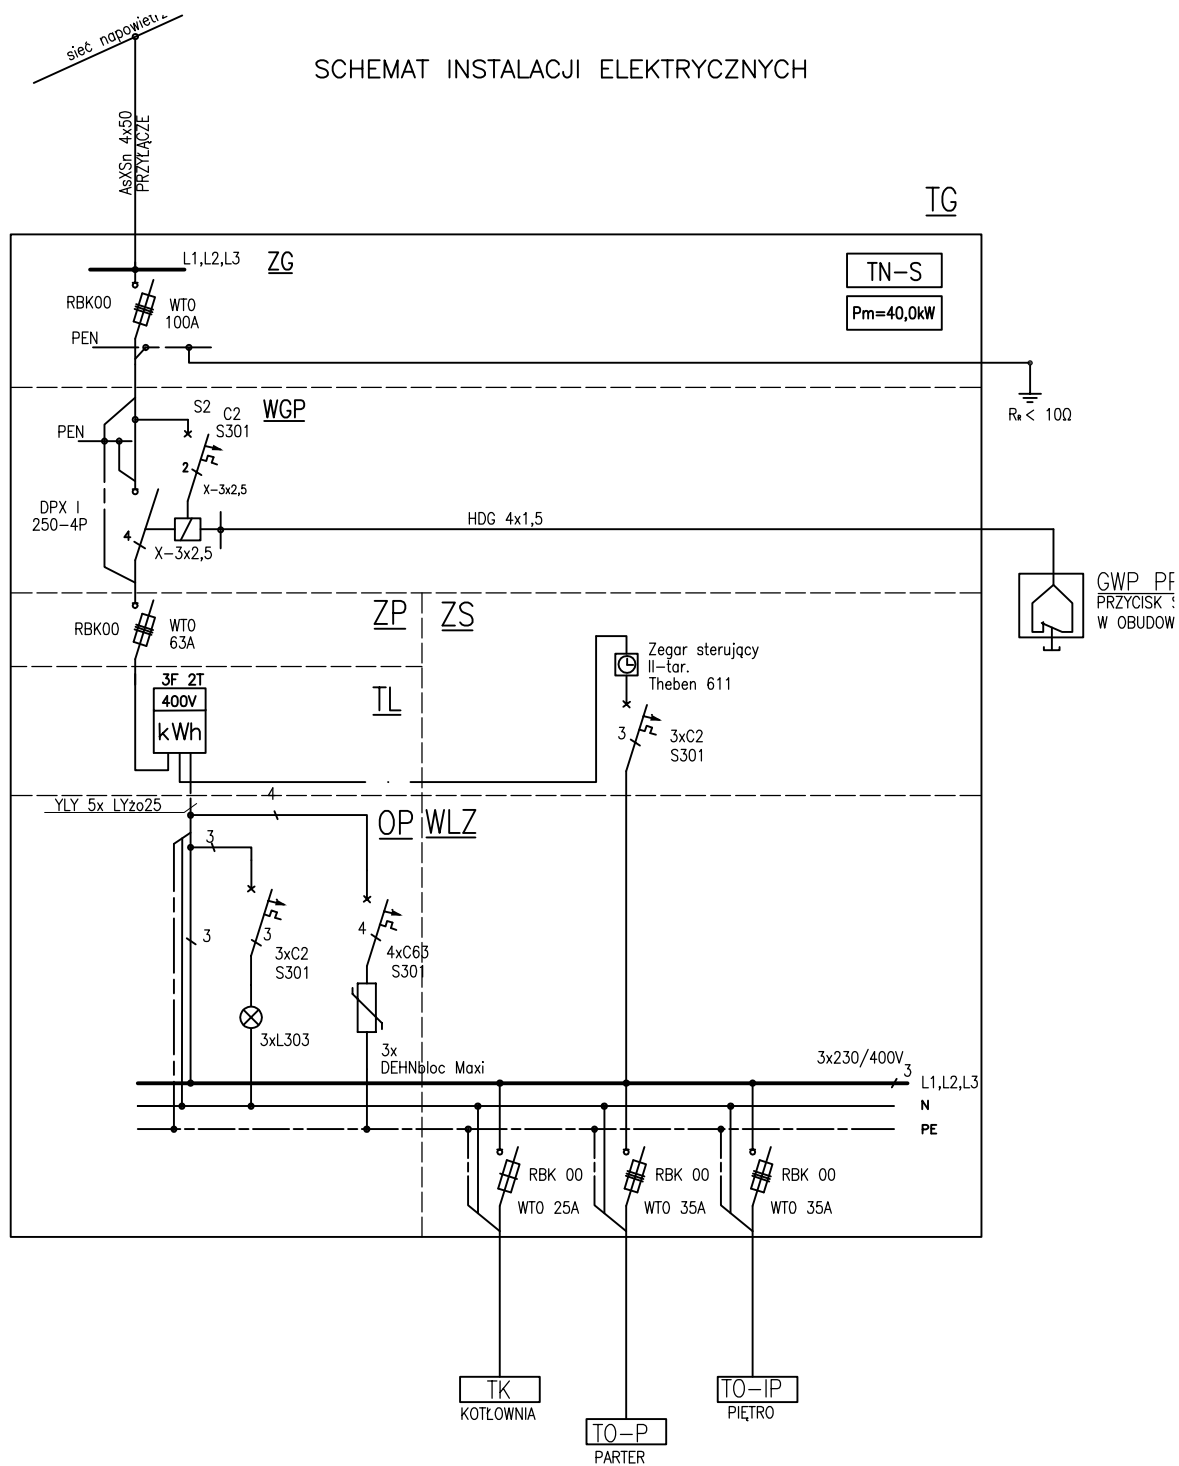 sieć
SCHEMAT INSTALACJI ELEKTRYCZNYCH
AsXSn 4x50
PRZYŁĄCZE
TG
L1,L2,L3
ZG
TN-S
RBK00
WTO
100A
Pm=40,0kW
PEN
S2
C2
S301
WGP
R < 10Ω
PEN
2
X-3x2,5
DPX I
250-4P
4
HDG 4x1,5
X-3x2,5
GWP
PRZYCISK
W
ZP
ZS
RBK00
WTO
63A
Zegar sterujący
II-tar.
Theben 611
3F 2T
400V
kWh
TL
3
3xC2
S301
YLY 5x LYżo25
4
OP
WLZ
3
3
3
3xC2
S301
4
4xC63
S301
3xL303
3x
DEHNbloc Maxi
3x230/400V
3
L1,L2,L3
N
PE
RBK 00
RBK 00
RBK 00
WTO 25A
WTO 35A
WTO 35A
TK
KOTŁOWNIA
TO-IP
PIĘTRO
TO-P
PARTER